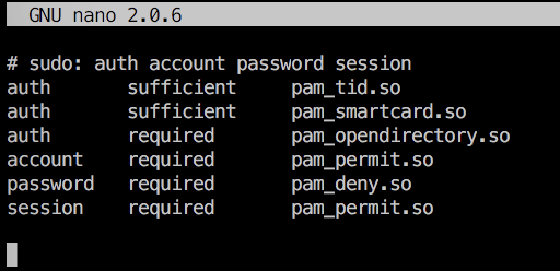 GNU nano 2.0.6
# sudo: auth account password session
auth       sufficient     pam_tid.so
auth       sufficient     pam_smartcard.so
auth       required       pam_opendirectory.so
account    required       pam_permit.so
password   required       pam_deny.so
session    required       pam_permit.so